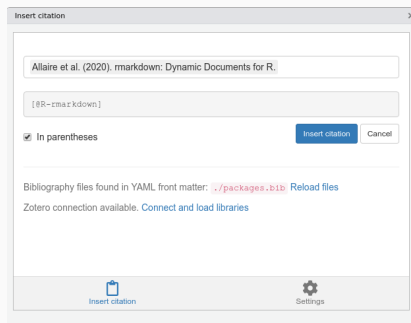 Insert citation
Allaire et al. (2020). rmarkdown: Dynamic Documents for R.
[@R-rmarkdown]
In parentheses
Insert citation
Cancel
Bibliography files found in YAML front matter: ./packages.bib Reload files
Zotero connection available. Connect and load libraries
Insert citation
Settings